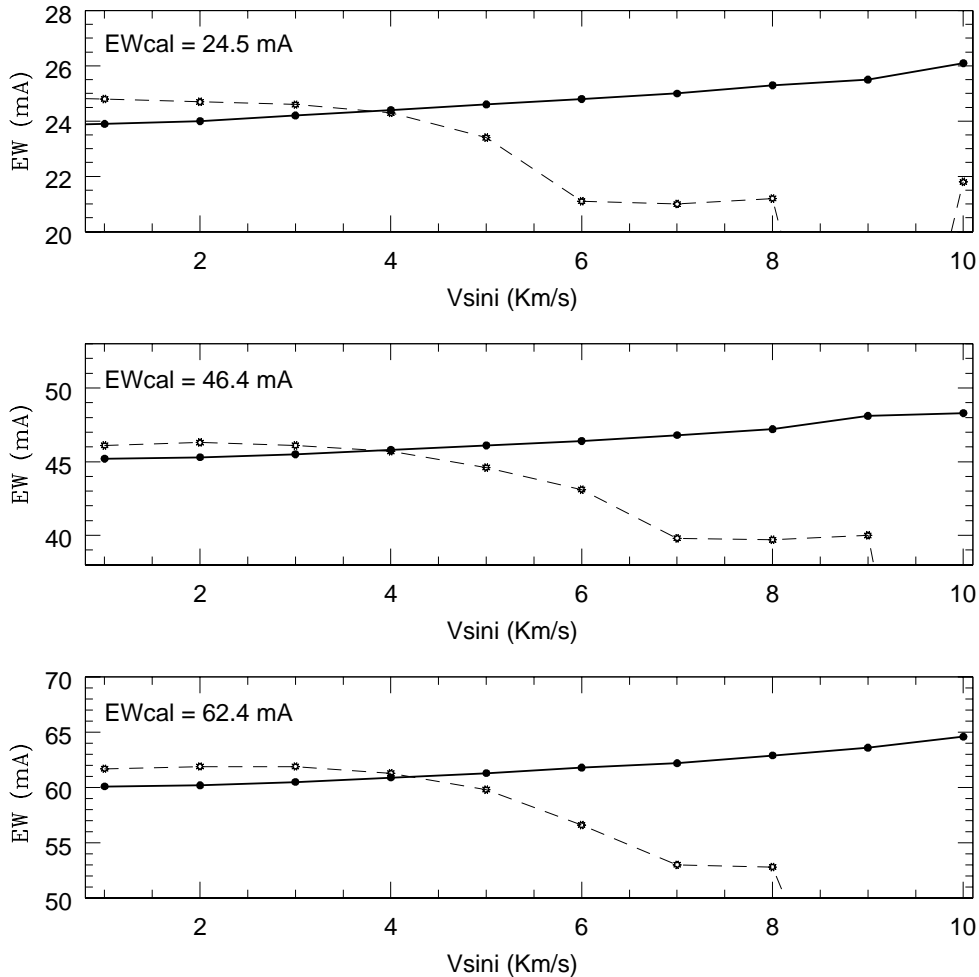 28
26
24
22
20
EW (mA)
EWcal = 24.5 mA
2 4 6 8 10
Vsini (Km/s)
50
45
40
EW (mA)
EWcal = 46.4 mA
2 4 6 8 10
Vsini (Km/s)
70
65
60
55
50
EW (mA)
EWcal = 62.4 mA
2 4 6 8 10
Vsini (Km/s)